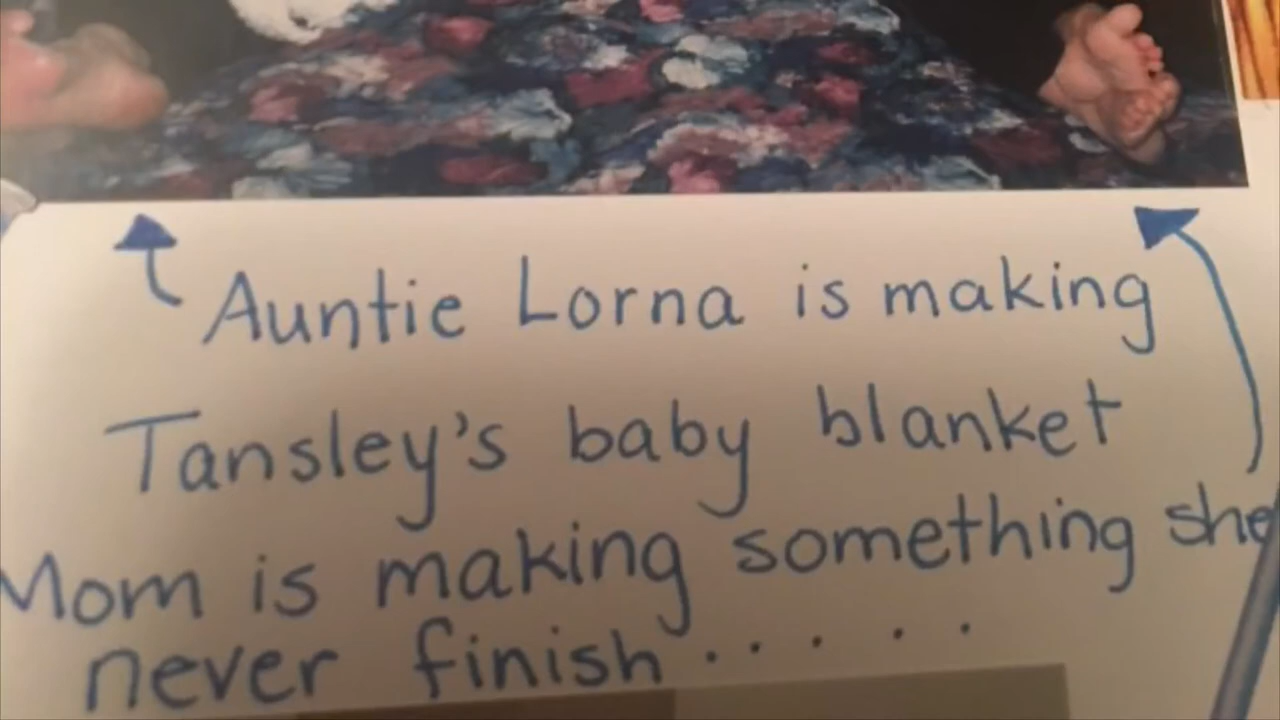 Auntie Lorna is making
Tansley's baby blanket
Mom is making something she
never finish.....